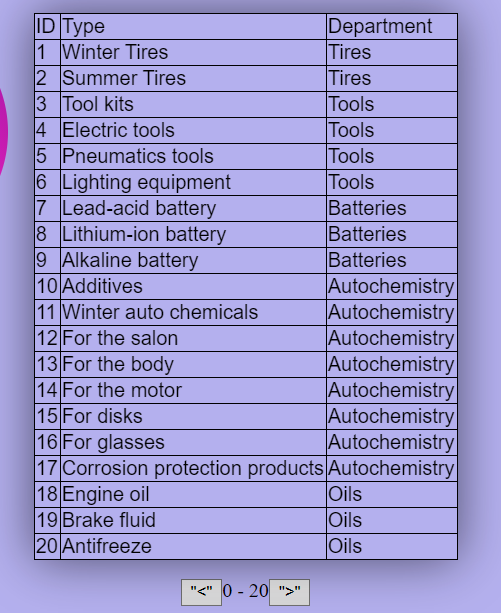 ID Type Department
1 Winter Tires Tires
2 Summer Tires Tires
3 Tool kits Tools
4 Electric tools Tools
5 Pneumatics tools Tools
6 Lighting equipment Tools
7 Lead-acid battery Batteries
8 Lithium-ion battery Batteries
9 Alkaline battery Batteries
10 Additives Autochemistry
11 Winter auto chemicals Autochemistry
12 For the salon Autochemistry
13 For the body Autochemistry
14 For the motor Autochemistry
15 For disks Autochemistry
16 For glasses Autochemistry
17 Corrosion protection products Autochemistry
18 Engine oil Oils
19 Brake fluid Oils
20 Antifreeze Oils
"<" 0 - 20 ">"